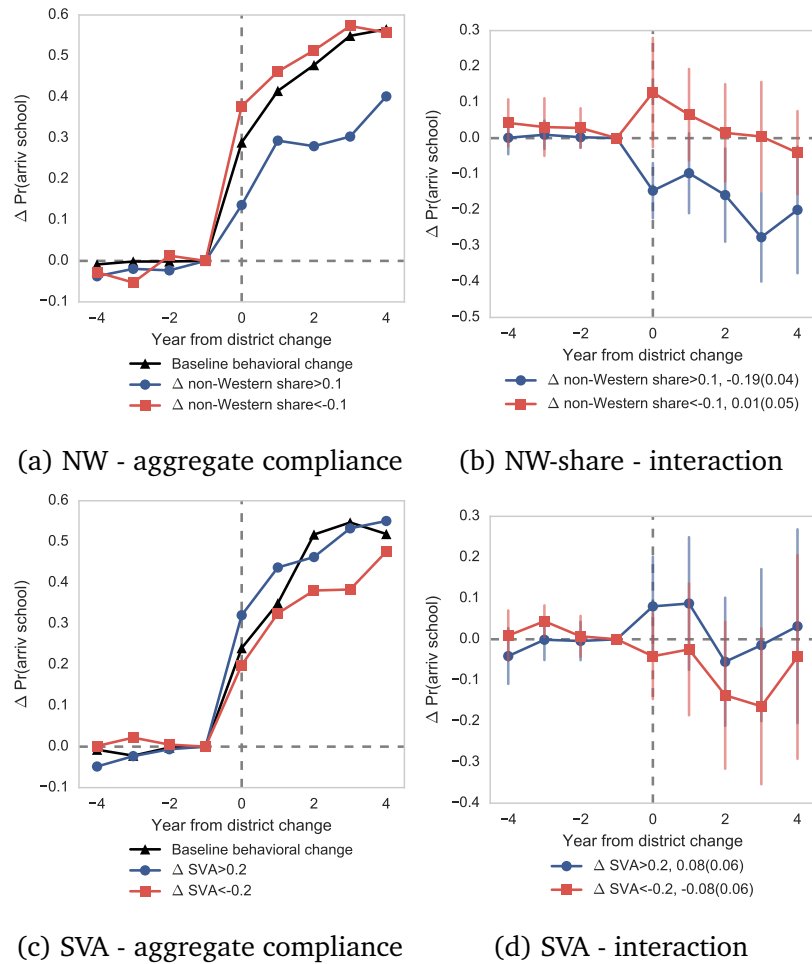 0.6
0.5
0.4
0.3
0.2
0.1
0.0
−0.1
Δ Pr(arriv school)
−4 −2 0 2 4
Year from district change
Baseline behavioral change
Δ non-Western share>0.1
Δ non-Western share<-0.1
(a) NW - aggregate compliance
0.3
0.2
0.1
0.0
−0.1
−0.2
−0.3
−0.4
−0.5
Δ Pr(arriv school)
−4 −2 0 2 4
Year from district change
Δ non-Western share>0.1, -0.19(0.04)
Δ non-Western share<-0.1, 0.01(0.05)
(b) NW-share - interaction
0.6
0.5
0.4
0.3
0.2
0.1
0.0
−0.1
Δ Pr(arriv school)
−4 −2 0 2 4
Year from district change
Baseline behavioral change
Δ SVA>0.2
Δ SVA<-0.2
(c) SVA - aggregate compliance
0.3
0.2
0.1
0.0
−0.1
−0.2
−0.3
−0.4
Δ Pr(arriv school)
−4 −2 0 2 4
Year from district change
Δ SVA>0.2, 0.08(0.06)
Δ SVA<-0.2, -0.08(0.06)
(d) SVA - interaction